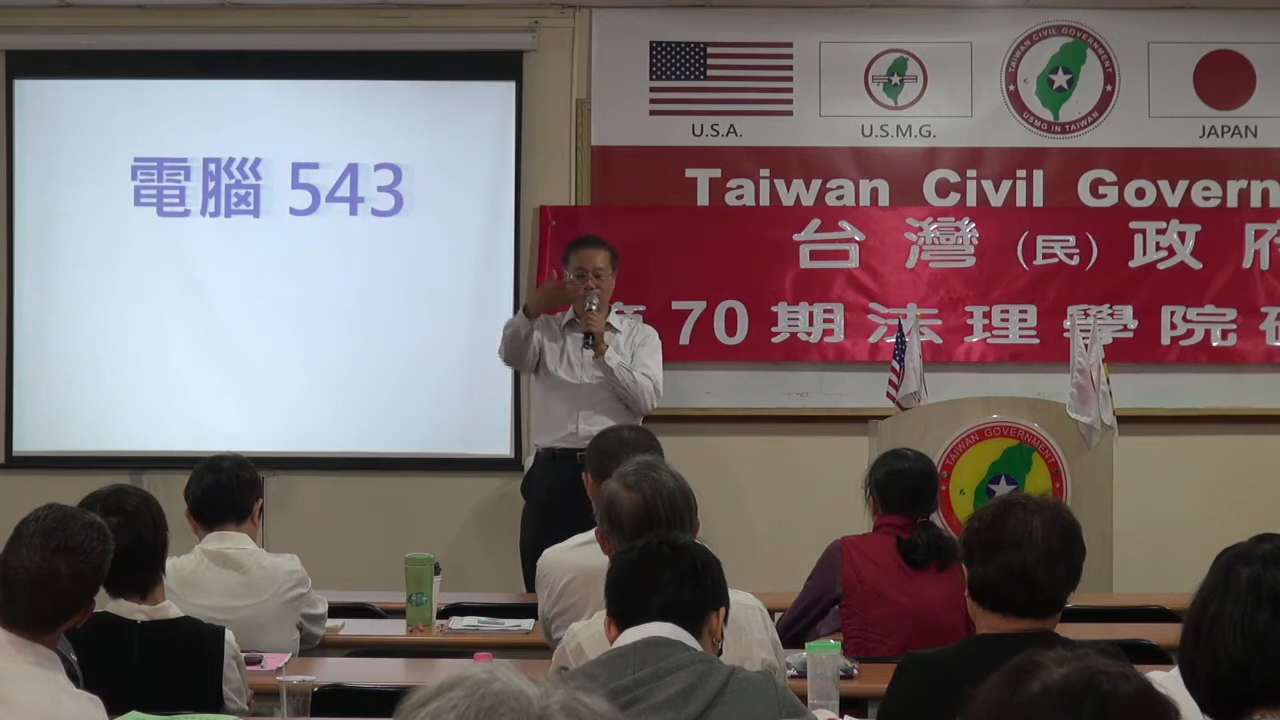 電腦 543
U.S.A.
U.S.M.G.
TAIWAN CIVIL GOVERNMENT
USMG IN TAIWAN
JAPAN
Taiwan Civil Govern
台灣(民)政府
第70期法理學院
TAIWAN GOVERNMENT